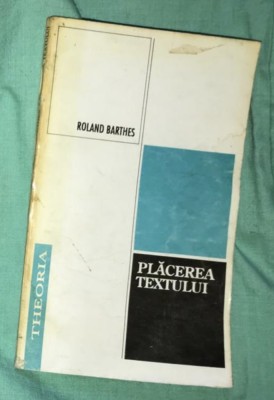 ROLAND BARTHES
PLĂCEREA
TEXTULUI
THEORIA